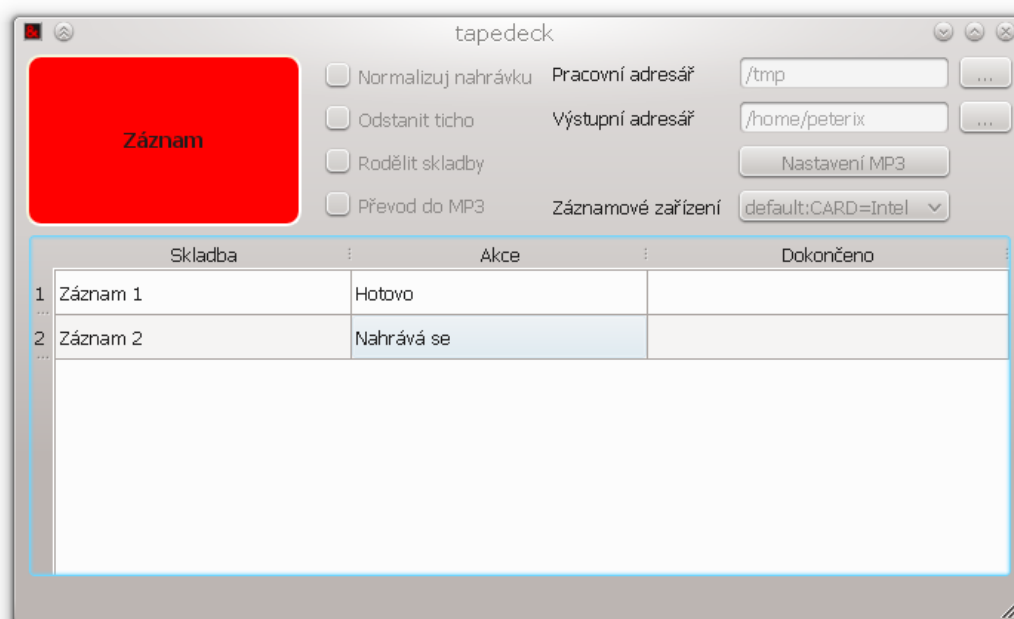 tapedeck
Záznam
Normalizuj nahrávku
Odstanit ticho
Rodělit skladby
Převod do MP3
Pracovní adresář
/tmp
...
Výstupní adresář
/home/peterix
...
Nastavení MP3
Záznamové zařízení
default:CARD=Intel
Skladba Akce Dokončeno
1 Záznam 1 Hotovo
2 Záznam 2 Nahrává se